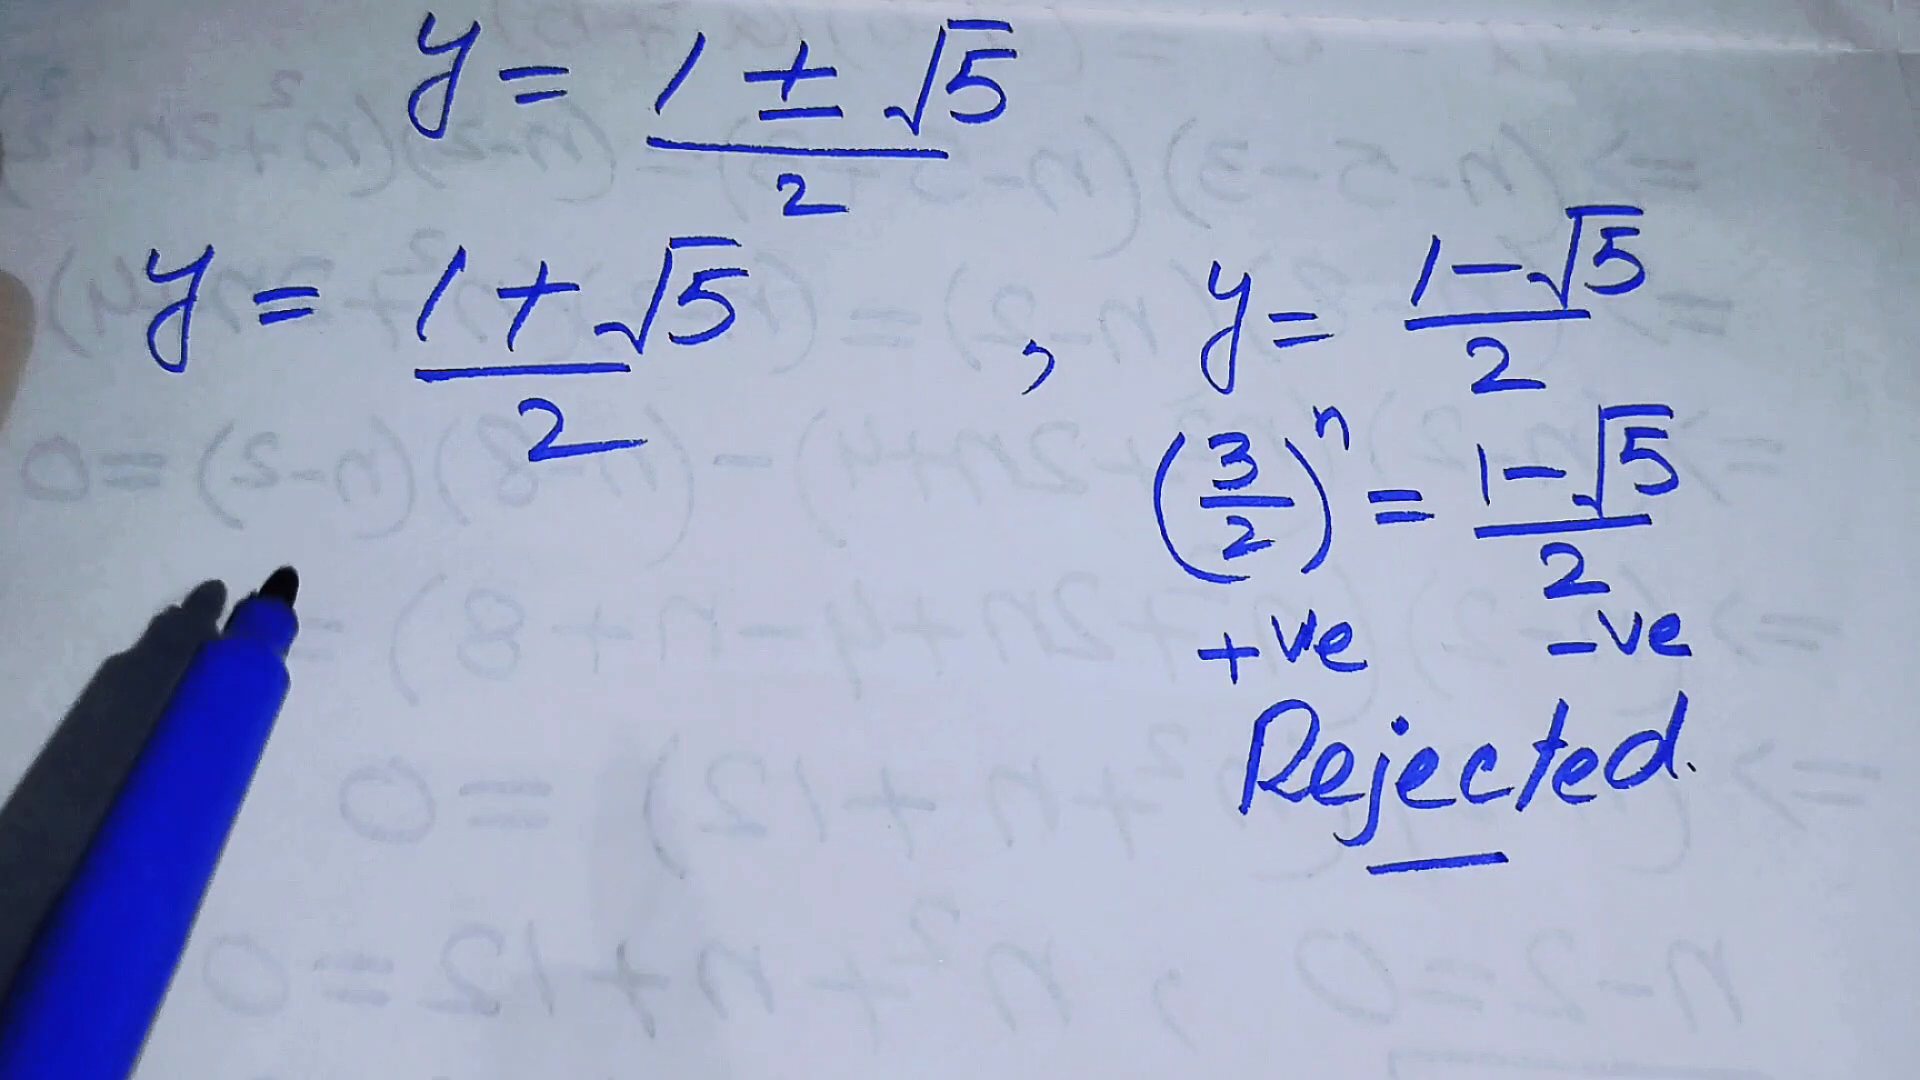 y = (1 ± √5)/2
y = (1 + √5)/2 , y = (1 - √5)/2
(3/2)^n = (1 - √5)/2
+ve -ve
Rejected.